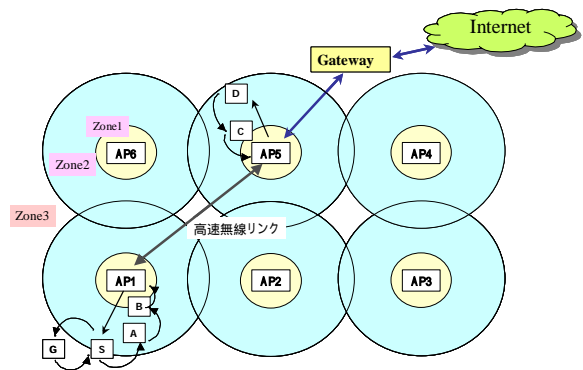 Internet
Gateway
D
Zone1
C
AP6
AP5
AP4
Zone2
Zone3
高速無線リンク
AP1
AP2
AP3
B
A
G
S